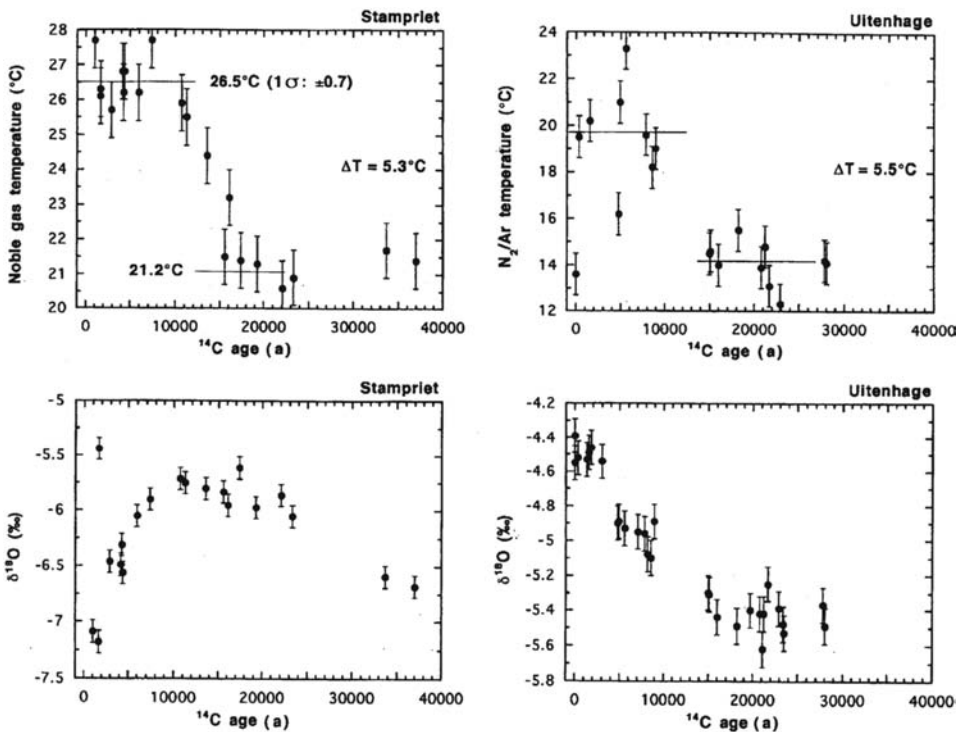 Stampriet
28
27
26
25
24
23
22
21
20
Noble gas temperature (°C)
26.5°C (1σ: ±0.7)
ΔT = 5.3°C
21.2°C
0 10000 20000 30000 40000
¹⁴C age (a)
Uitenhage
24
22
20
18
16
14
12
N₂/Ar temperature (°C)
ΔT = 5.5°C
0 10000 20000 30000 40000
¹⁴C age (a)
Stampriet
-5
-5.5
-6
-6.5
-7
-7.5
δ¹⁸O (‰)
0 10000 20000 30000 40000
¹⁴C age (a)
Uitenhage
-4.2
-4.4
-4.6
-4.8
-5
-5.2
-5.4
-5.6
-5.8
δ¹⁸O (‰)
0 10000 20000 30000 40000
¹⁴C age (a)